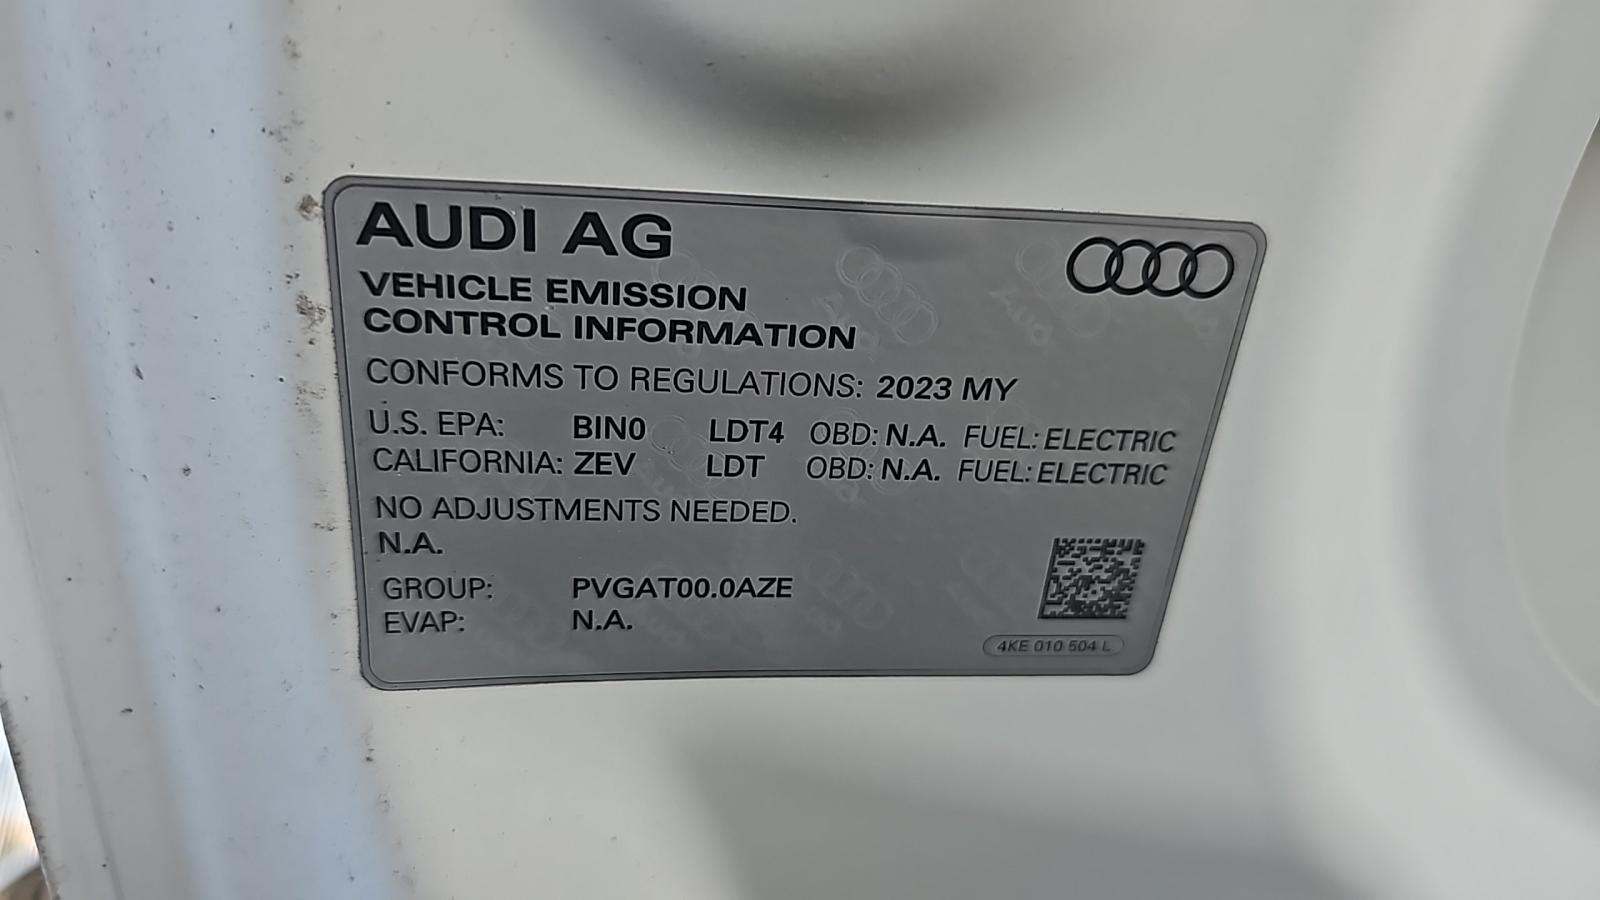 AUDI AG
VEHICLE EMISSION
CONTROL INFORMATION
CONFORMS TO REGULATIONS: 2023 MY
U.S. EPA: BIN0 LDT4 OBD: N.A. FUEL: ELECTRIC
CALIFORNIA: ZEV LDT OBD: N.A. FUEL: ELECTRIC
NO ADJUSTMENTS NEEDED.
N.A.
GROUP: PVGAT00.0AZE
EVAP: N.A.
4KE 010 504 L